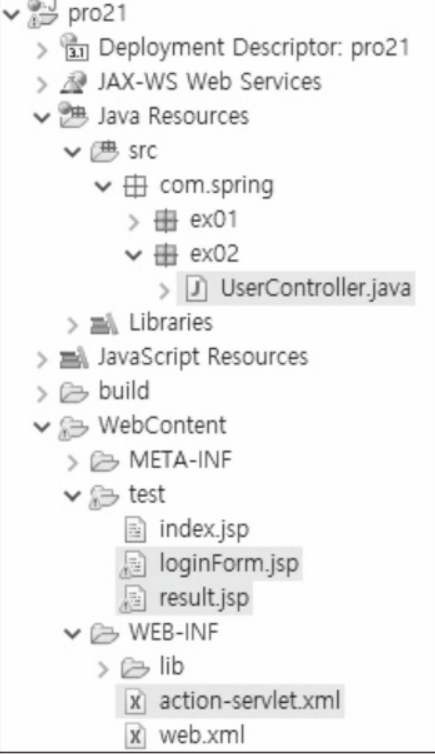 pro21
3.1 Deployment Descriptor: pro21
JAX-WS Web Services
Java Resources
src
com.spring
ex01
ex02
J UserController.java
Libraries
JavaScript Resources
build
WebContent
META-INF
test
index.jsp
loginForm.jsp
result.jsp
WEB-INF
lib
x action-servlet.xml
x web.xml